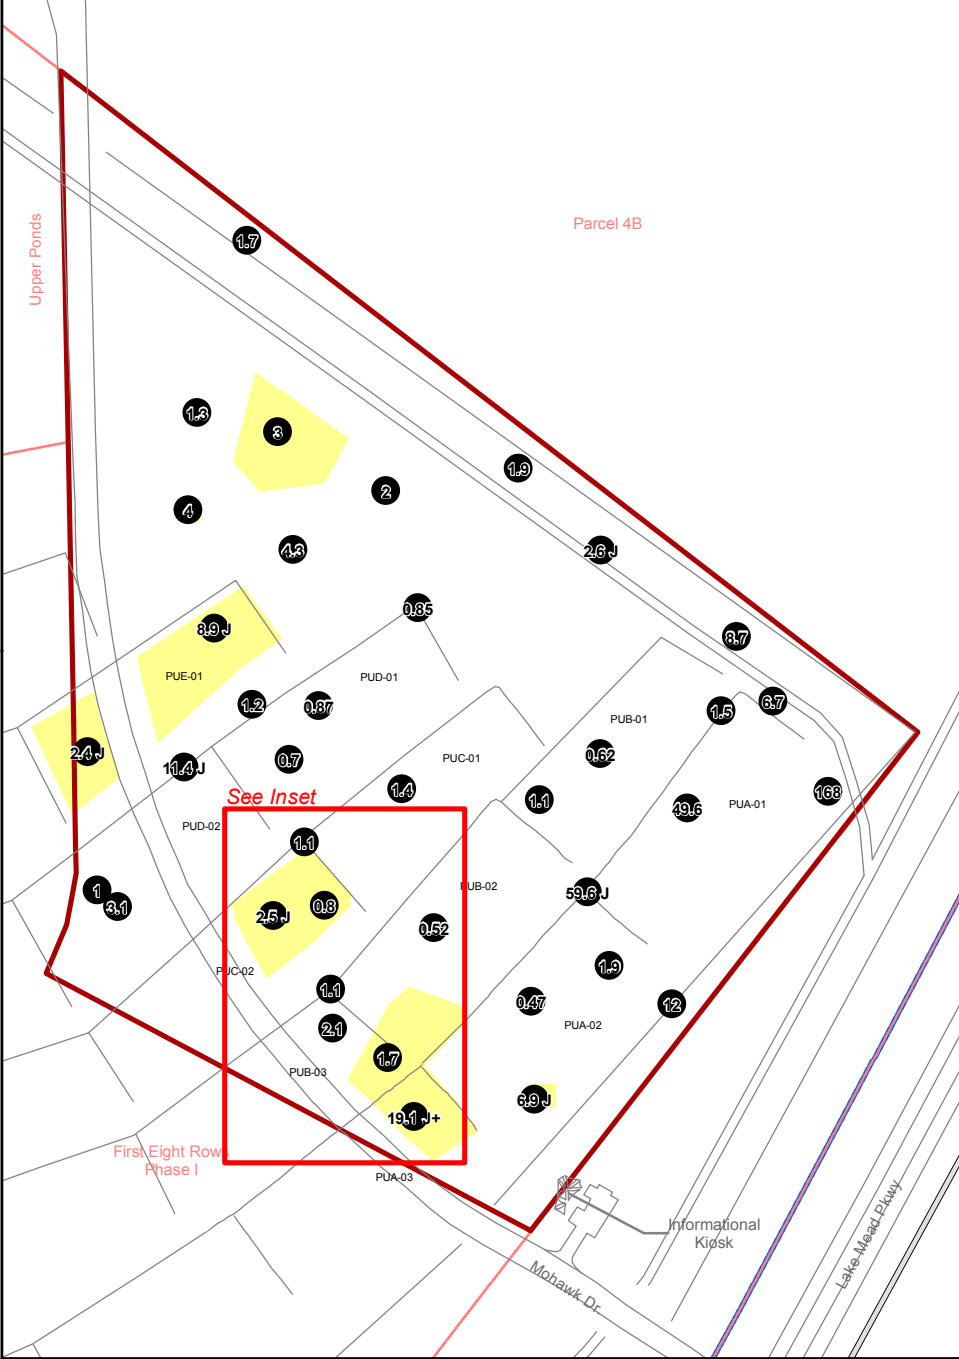 Parcel 4B
Upper Ponds
1.7
1.3
3
1.9
2
4
4.3
2.6 J
0.85
8.9 J
8.7
PUE-01
PUD-01
1.2
0.87
6.7
1.5
PUB-01
2.4 J
0.7
0.62
11.4 J
PUC-01
1.4
168
See Inset
1.1
49.6
PUA-01
PUD-02
1.1
PUB-02
1
59.6 J
3.1
0.8
2.5 J
0.52
PUC-02
1.9
1.1
0.47
12
2.1
PUA-02
1.7
PUB-03
6.9 J
19.1 J+
First Eight Rows
Phase I
PUA-03
Informational
Kiosk
Lake Mead Pkwy
Mohawk Dr.